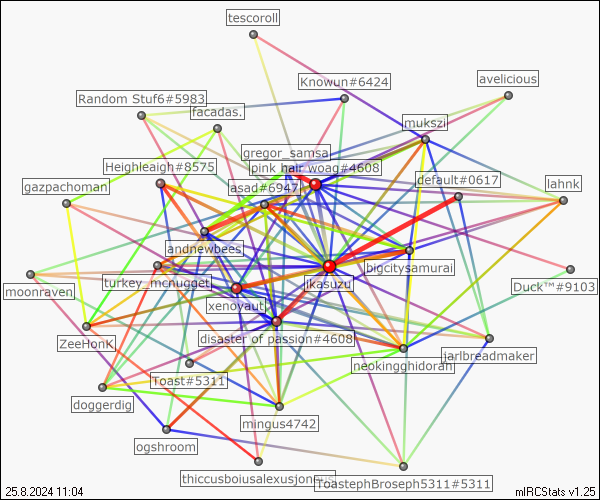 tescoroll
Knowun#6424
avelicious
Random Stuf6#5983
facadas.
mukszi
gregor_samsa
pink hair woag#4608
Heighleaigh#8575
default#0617
gazpachoman
lasad#6947
lahnk
andnewbees
bigcitysamurai
moonraven
turkey_mcnugget
ikasuzu
Duck™#9103
xenoyaut
ZeeHonK
disaster of passion#4608
jarlbreadmaker
neokingghidorah
Toast#5311
doggerdig
mingus4742
ogshroom
thiccusboiusalexusjongus
ToastephBroseph5311#5311
25.8.2024 11:04
mIRCStats v1.25